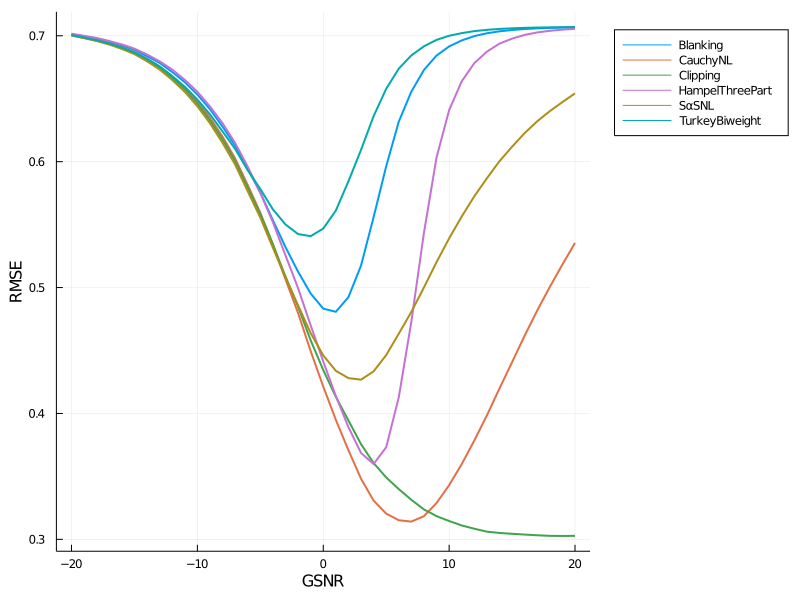 0.7
0.6
0.5
0.4
0.3
RMSE
−20
−10
0
10
20
GSNR
Blanking
CauchyNL
Clipping
HampelThreePart
SαSNL
TurkeyBiweight